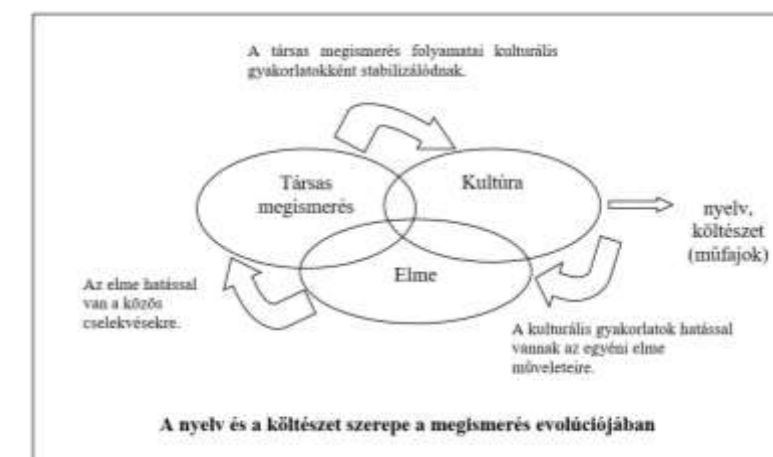 A társas megismerés folyamatai kulturális
gyakorlatokként stabilizálódnak.
Társas
megismerés
Kultúra
nyelv,
költészet
(műfajok)
Elme
Az elme hatással
van a közös
cselekvésekre.
A kulturális gyakorlatok hatással
vannak az egyéni elme
műveleteire.
A nyelv és a költészet szerepe a megismerés evolúciójában